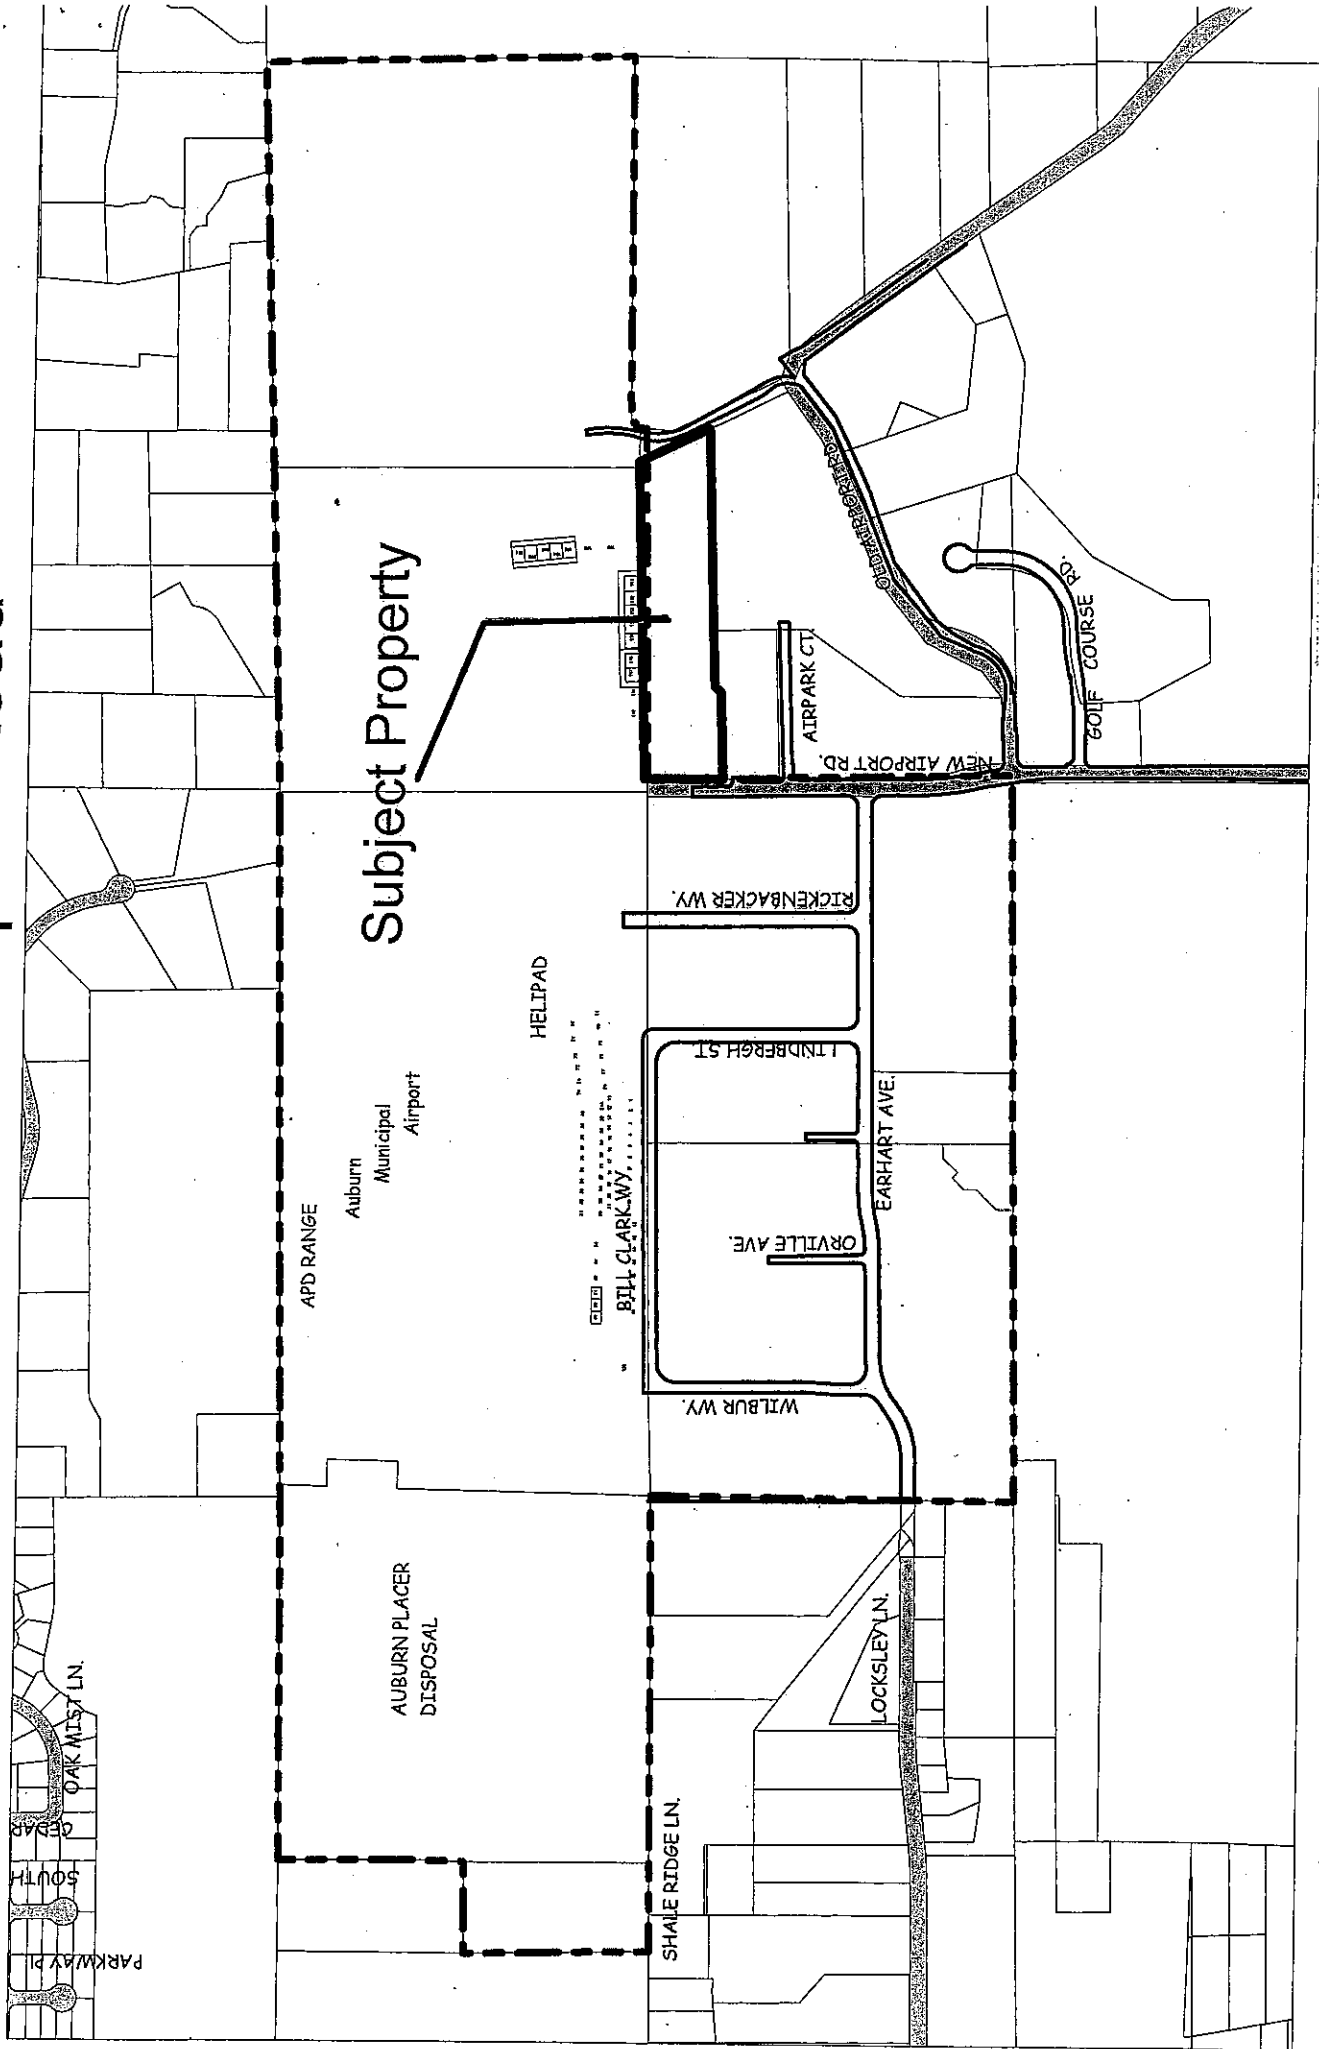 Subject Property
HELIPAD
Auburn
Municipal
Airport
APD RANGE
BILL CLARK WY.
AUBURN PLACER
DISPOSAL
OAK MIST LN.
CEDAR
SOUTH
PARKWAY PL
SHALE RIDGE LN.
LOCKSLEY LN.
WILBUR WY.
ORVILLE AVE.
EARHART AVE.
LINDBERGH ST.
RICKENBACKER WY.
NEW AIRPORT RD.
AIRPARK CT.
OLD AIRPORT RD.
GOLF COURSE RD.